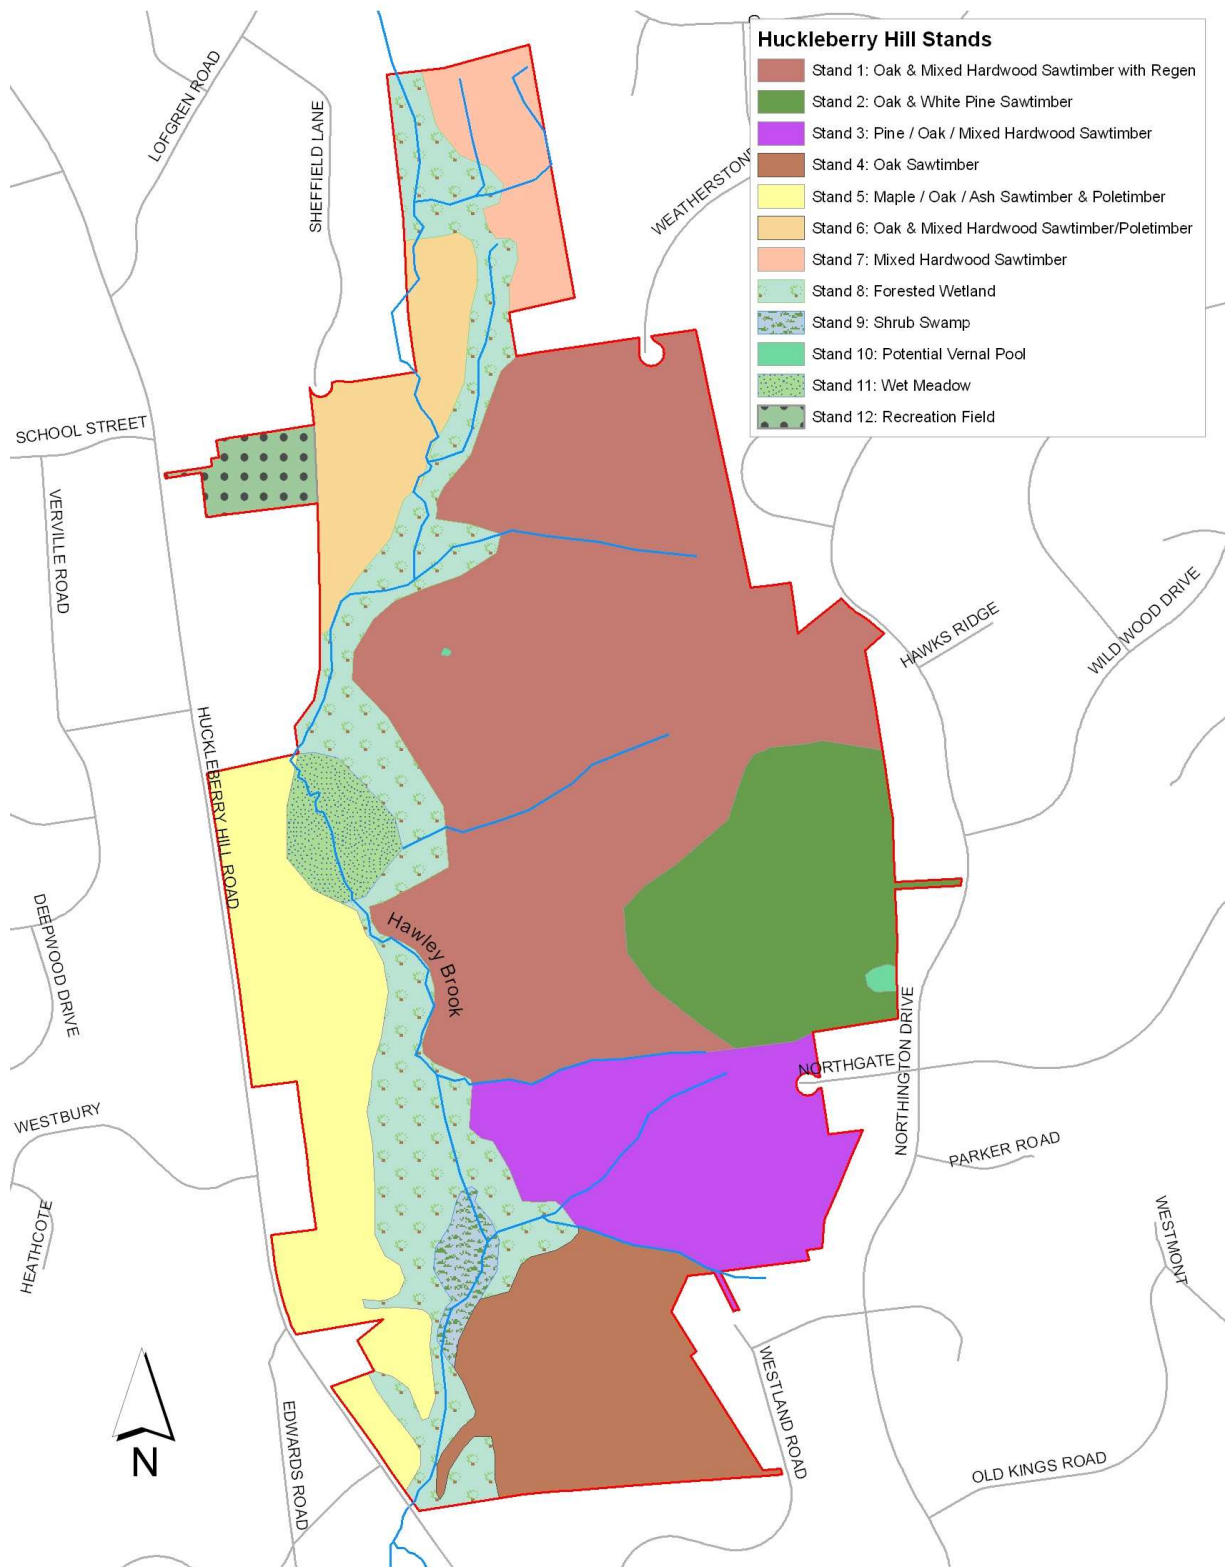 Huckleberry Hill Stands
Stand 1: Oak & Mixed Hardwood Sawtimber with Regen
Stand 2: Oak & White Pine Sawtimber
Stand 3: Pine / Oak / Mixed Hardwood Sawtimber
Stand 4: Oak Sawtimber
Stand 5: Maple / Oak / Ash Sawtimber & Poletimber
Stand 6: Oak & Mixed Hardwood Sawtimber/Poletimber
Stand 7: Mixed Hardwood Sawtimber
Stand 8: Forested Wetland
Stand 9: Shrub Swamp
Stand 10: Potential Vernal Pool
Stand 11: Wet Meadow
Stand 12: Recreation Field
LOFGREN ROAD
SHEFFIELD LANE
WEATHERSTONE
SCHOOL STREET
VERVILLE ROAD
HAWKS RIDGE
WILD WOOD DRIVE
HUCKLEBERRY HILL ROAD
DEEPWOOD DRIVE
Hawley Brook
NORTHINGTON DRIVE
NORTHGATE
WESTBURY
PARKER ROAD
HEATHCOTE
WESTMONT
WESTLAND ROAD
EDWARDS ROAD
OLD KINGS ROAD
N